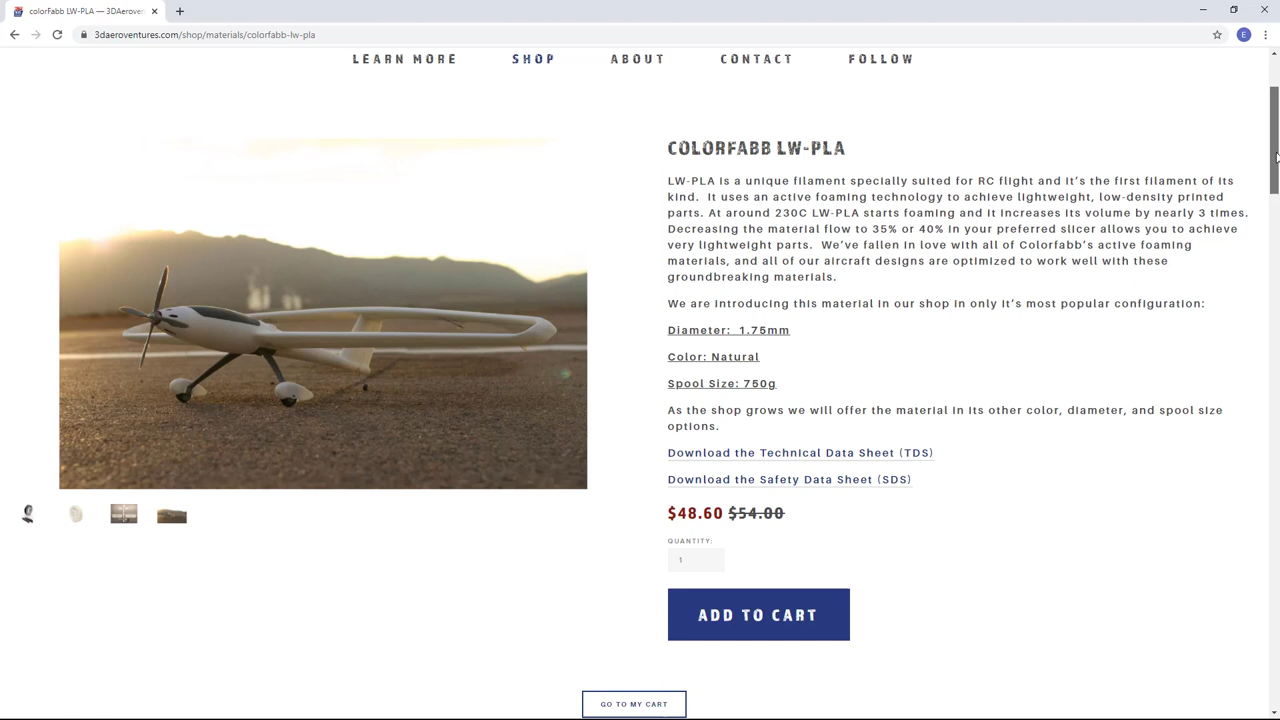 colorFabb LW-PLA — 3DAeroven
3daeroventures.com/shop/materials/colorfabb-lw-pla
E
LEARN MORE SHOP ABOUT CONTACT FOLLOW
COLORFABB LW-PLA
LW-PLA is a unique filament specially suited for RC flight and it's the first filament of its
kind. It uses an active foaming technology to achieve lightweight, low-density printed
parts. At around 230C LW-PLA starts foaming and it increases its volume by nearly 3 times.
Decreasing the material flow to 35% or 40% in your preferred slicer allows you to achieve
very lightweight parts. We've fallen in love with all of Colorfabb's active foaming
materials, and all of our aircraft designs are optimized to work well with these
groundbreaking materials.
We are introducing this material in our shop in only it's most popular configuration:
Diameter: 1.75mm
Color: Natural
Spool Size: 750g
As the shop grows we will offer the material in its other color, diameter, and spool size
options.
Download the Technical Data Sheet (TDS)
Download the Safety Data Sheet (SDS)
$48.60 $54.00
QUANTITY:
1
ADD TO CART
GO TO MY CART